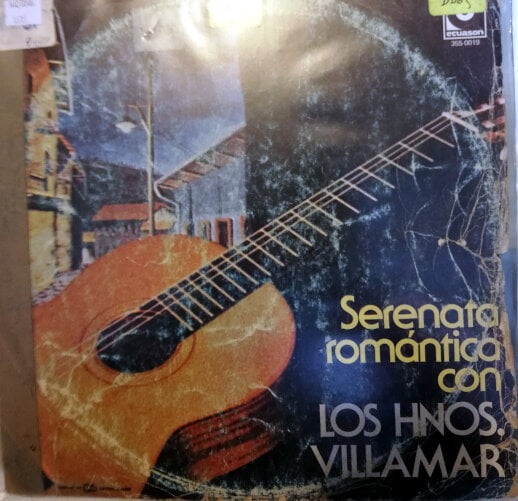 ecuason
355-0019
Serenata
romántica
con
LOS HNOS.
VILLAMAR